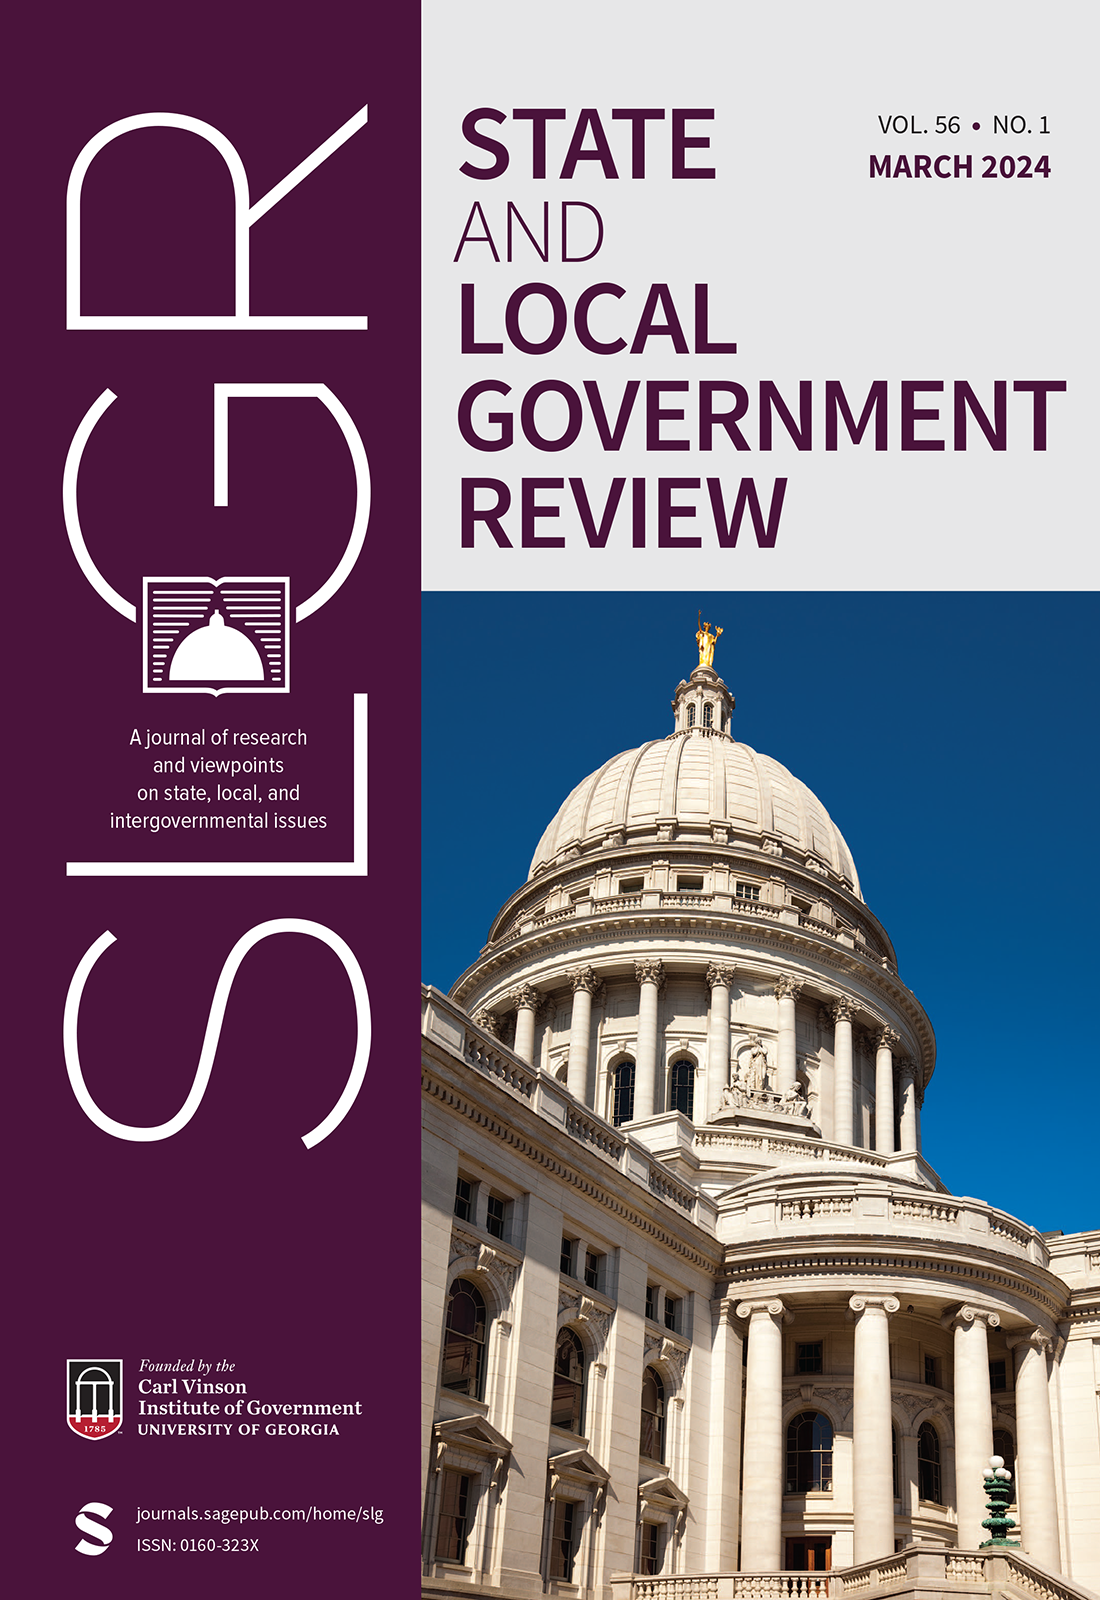 SLGR
A journal of research
and viewpoints
on state, local, and
intergovernmental issues
STATE
AND
LOCAL
GOVERNMENT
REVIEW
VOL. 56 • NO. 1
MARCH 2024
1785
Founded by the
Carl Vinson
Institute of Government
UNIVERSITY OF GEORGIA
journals.sagepub.com/home/slg
ISSN: 0160-323X